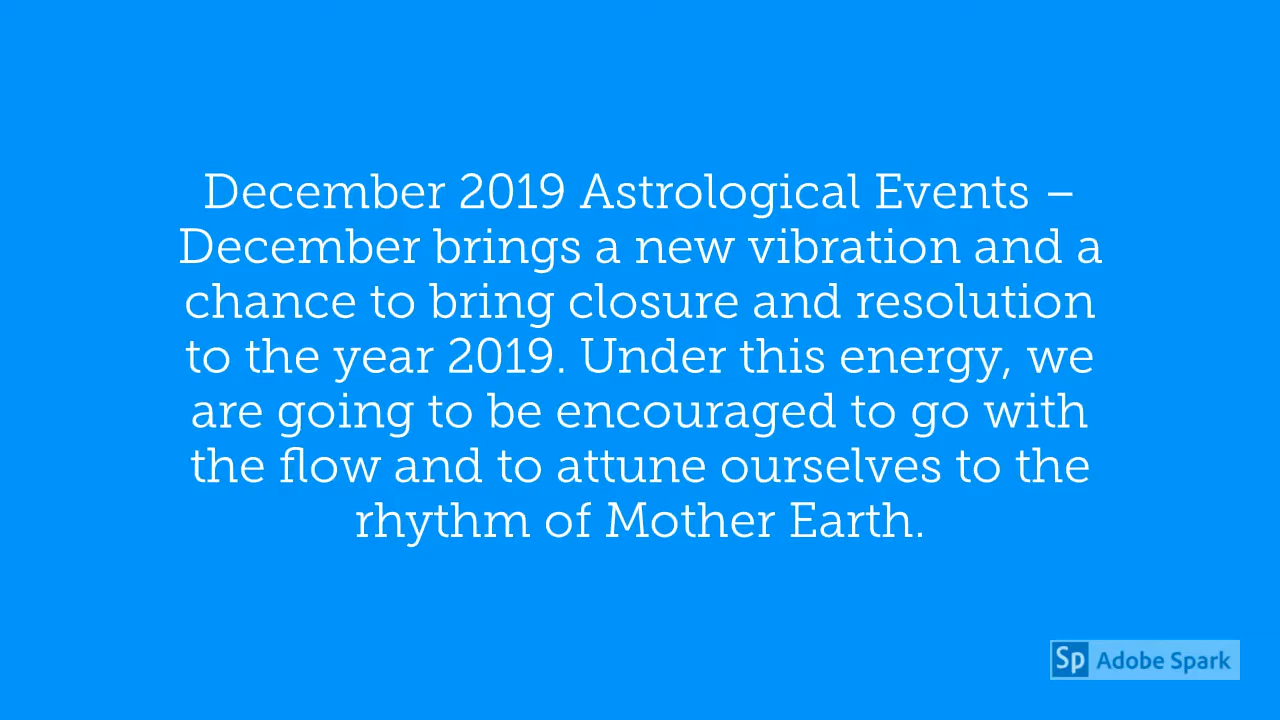 December 2019 Astrological Events –
December brings a new vibration and a
chance to bring closure and resolution
to the year 2019. Under this energy, we
are going to be encouraged to go with
the flow and to attune ourselves to the
rhythm of Mother Earth.
Sp Adobe Spark